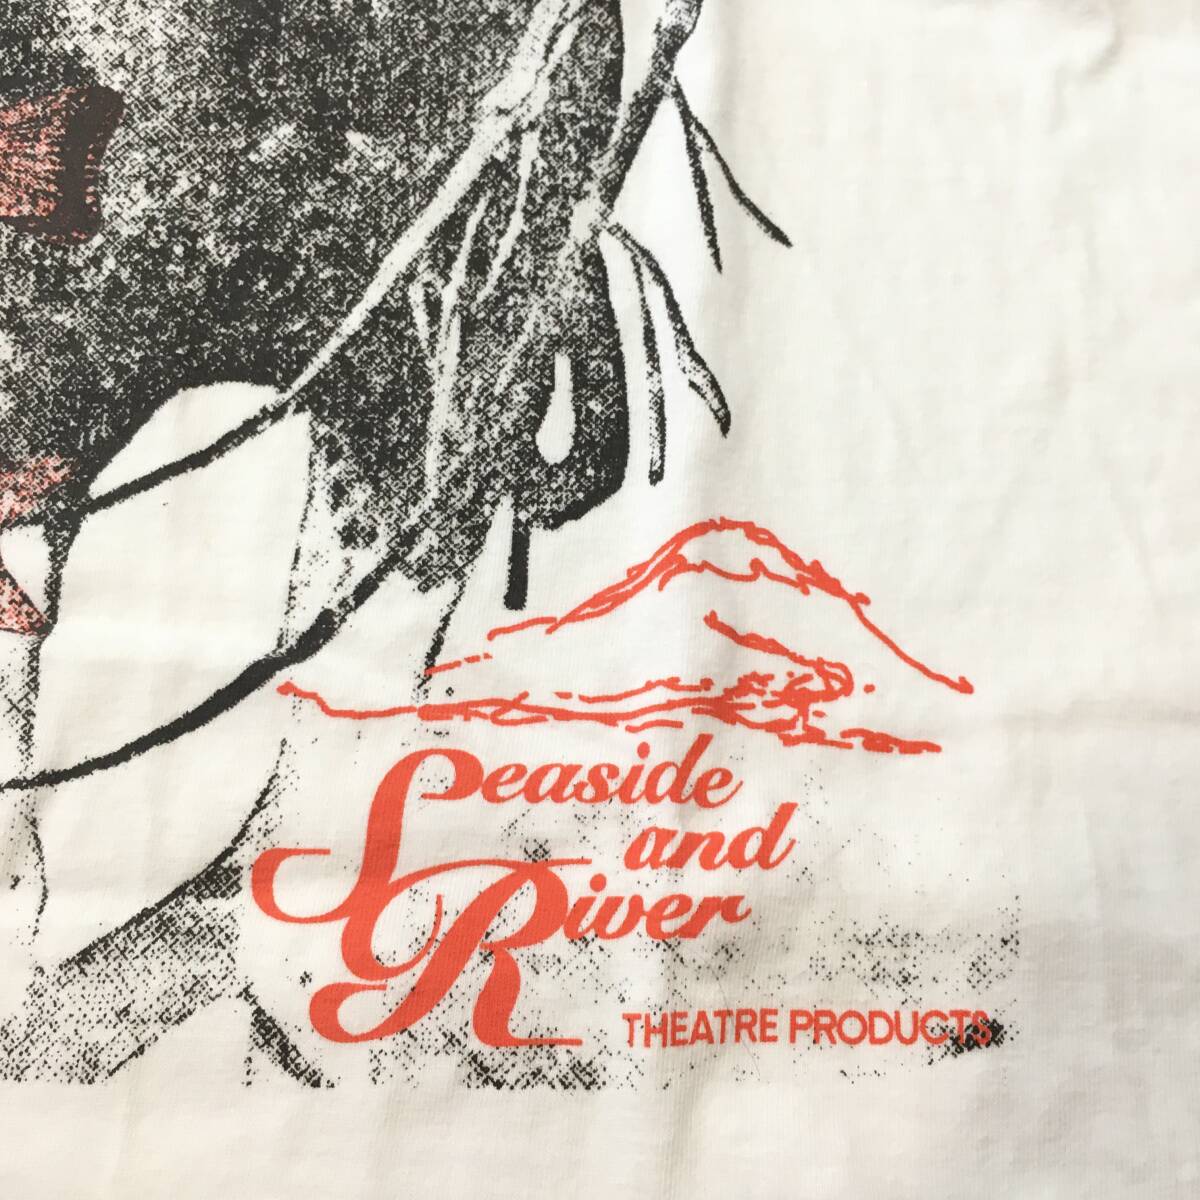 Seaside
and
River
THEATRE PRODUCTS